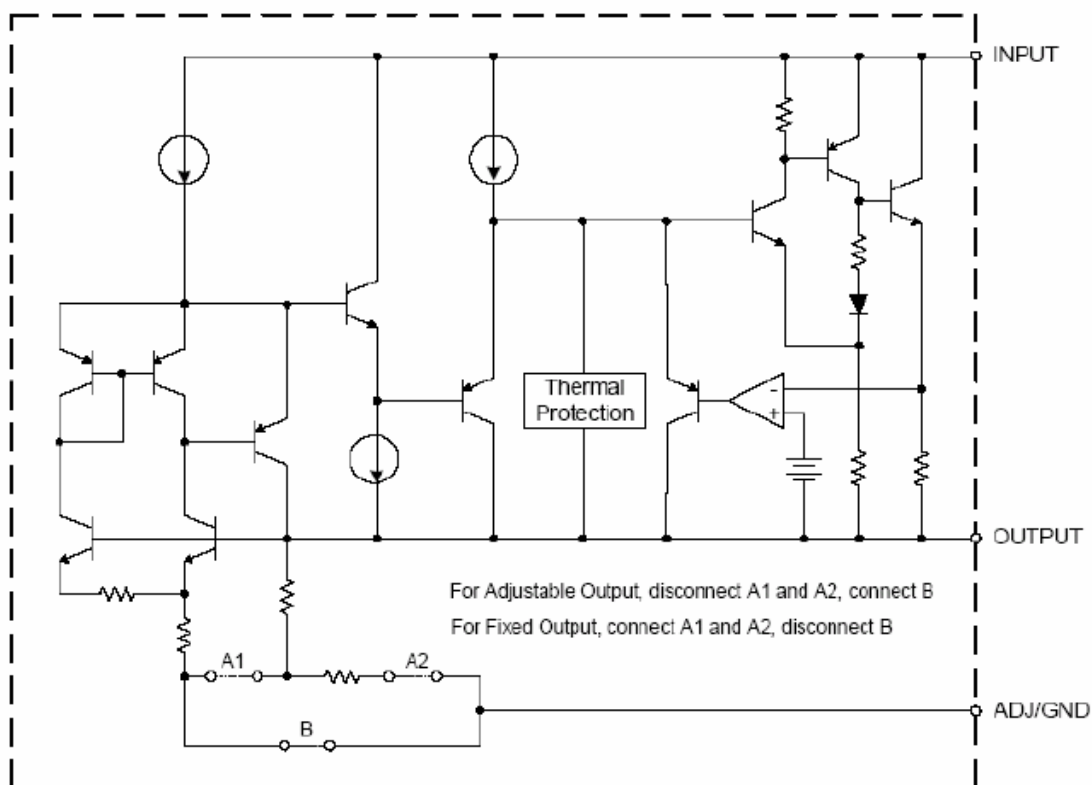 INPUT
Thermal
Protection
-
+
OUTPUT
For Adjustable Output, disconnect A1 and A2, connect B
For Fixed Output, connect A1 and A2, disconnect B
A1
A2
ADJ/GND
B